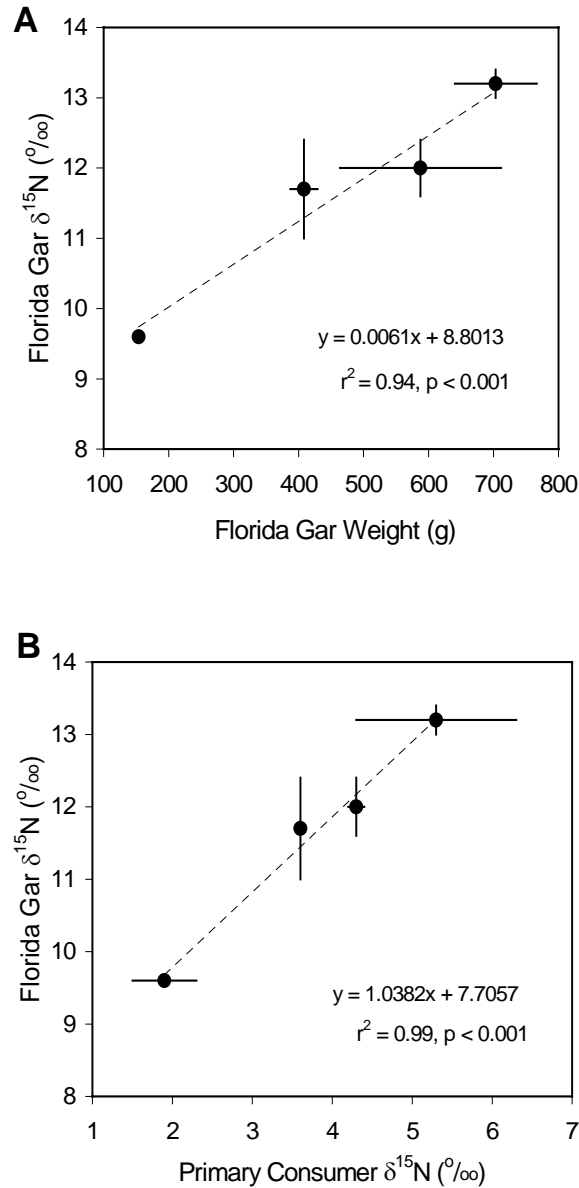 A
14
13
12
11
10
9
8
Florida Gar δ¹⁵N (º/₀₀)
y = 0.0061x + 8.8013
r² = 0.94, p < 0.001
100 200 300 400 500 600 700 800
Florida Gar Weight (g)
B
14
13
12
11
10
9
8
Florida Gar δ¹⁵N (º/₀₀)
y = 1.0382x + 7.7057
r² = 0.99, p < 0.001
1 2 3 4 5 6 7
Primary Consumer δ¹⁵N (º/₀₀)